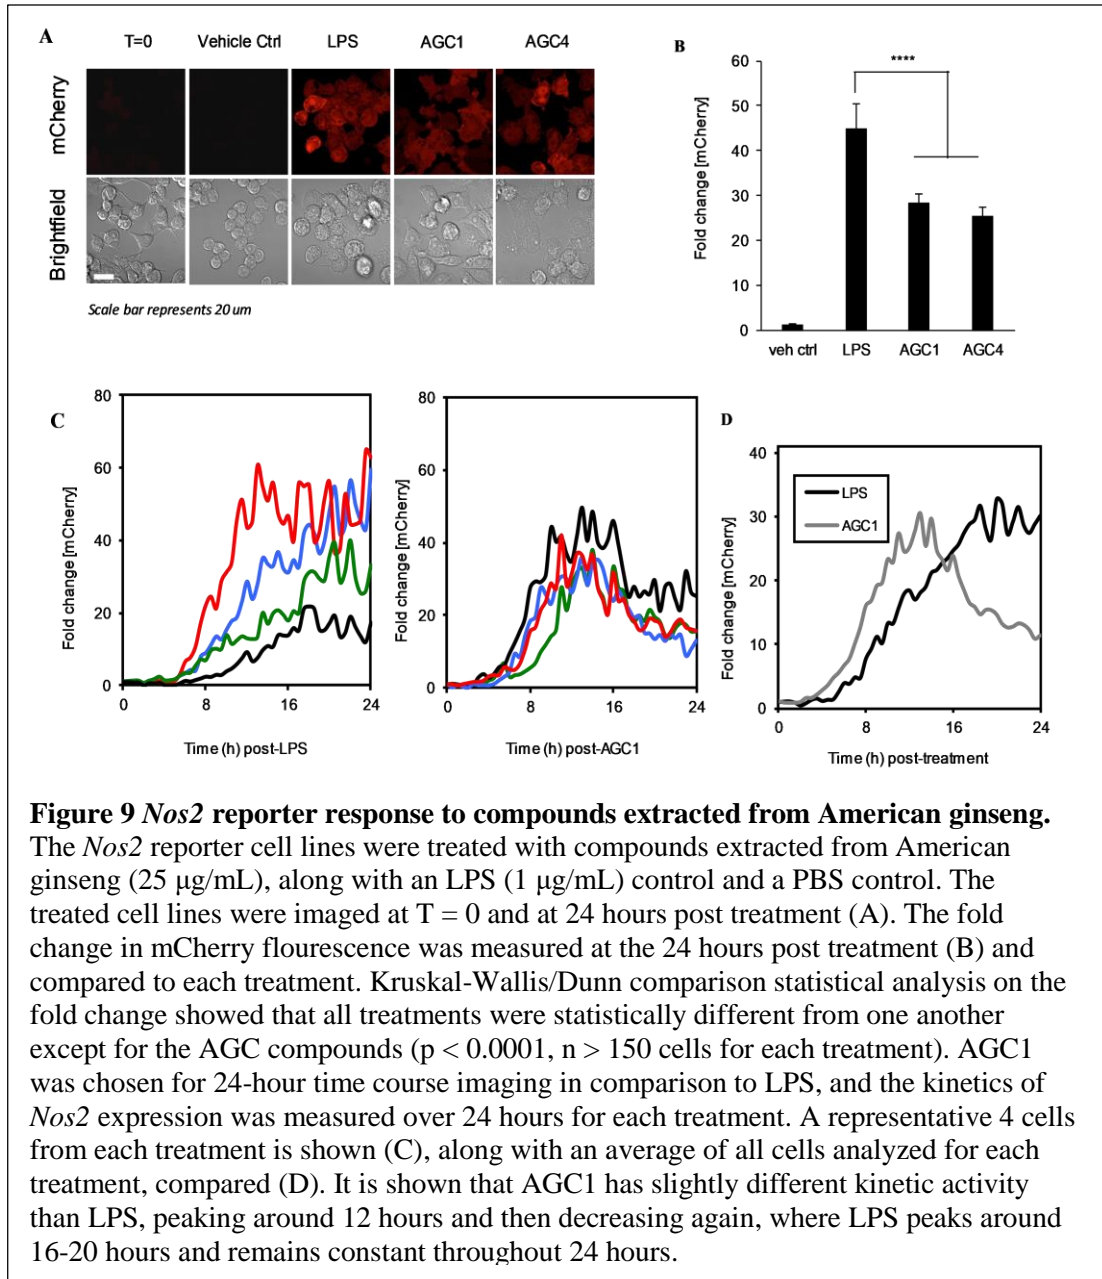 A
T=0 Vehicle Ctrl LPS AGC1 AGC4
mCherry
Brightfield
Scale bar represents 20 um
B
****
Fold change [mCherry]
60
50
40
30
20
10
0
veh ctrl LPS AGC1 AGC4
C
Fold change [mCherry]
80
60
40
20
0
0 8 16 24
Time (h) post-LPS
Fold change [mCherry]
80
60
40
20
0
0 8 16 24
Time (h) post-AGC1
D
Fold change [mCherry]
40
30
20
10
0
LPS
AGC1
0 8 16 24
Time (h) post-treatment
Figure 9 Nos2 reporter response to compounds extracted from American ginseng.
The Nos2 reporter cell lines were treated with compounds extracted from American
ginseng (25 μg/mL), along with an LPS (1 μg/mL) control and a PBS control. The
treated cell lines were imaged at T = 0 and at 24 hours post treatment (A). The fold
change in mCherry flourescence was measured at the 24 hours post treatment (B) and
compared to each treatment. Kruskal-Wallis/Dunn comparison statistical analysis on the
fold change showed that all treatments were statistically different from one another
except for the AGC compounds (p < 0.0001, n > 150 cells for each treatment). AGC1
was chosen for 24-hour time course imaging in comparison to LPS, and the kinetics of
Nos2 expression was measured over 24 hours for each treatment. A representative 4 cells
from each treatment is shown (C), along with an average of all cells analyzed for each
treatment, compared (D). It is shown that AGC1 has slightly different kinetic activity
than LPS, peaking around 12 hours and then decreasing again, where LPS peaks around
16-20 hours and remains constant throughout 24 hours.